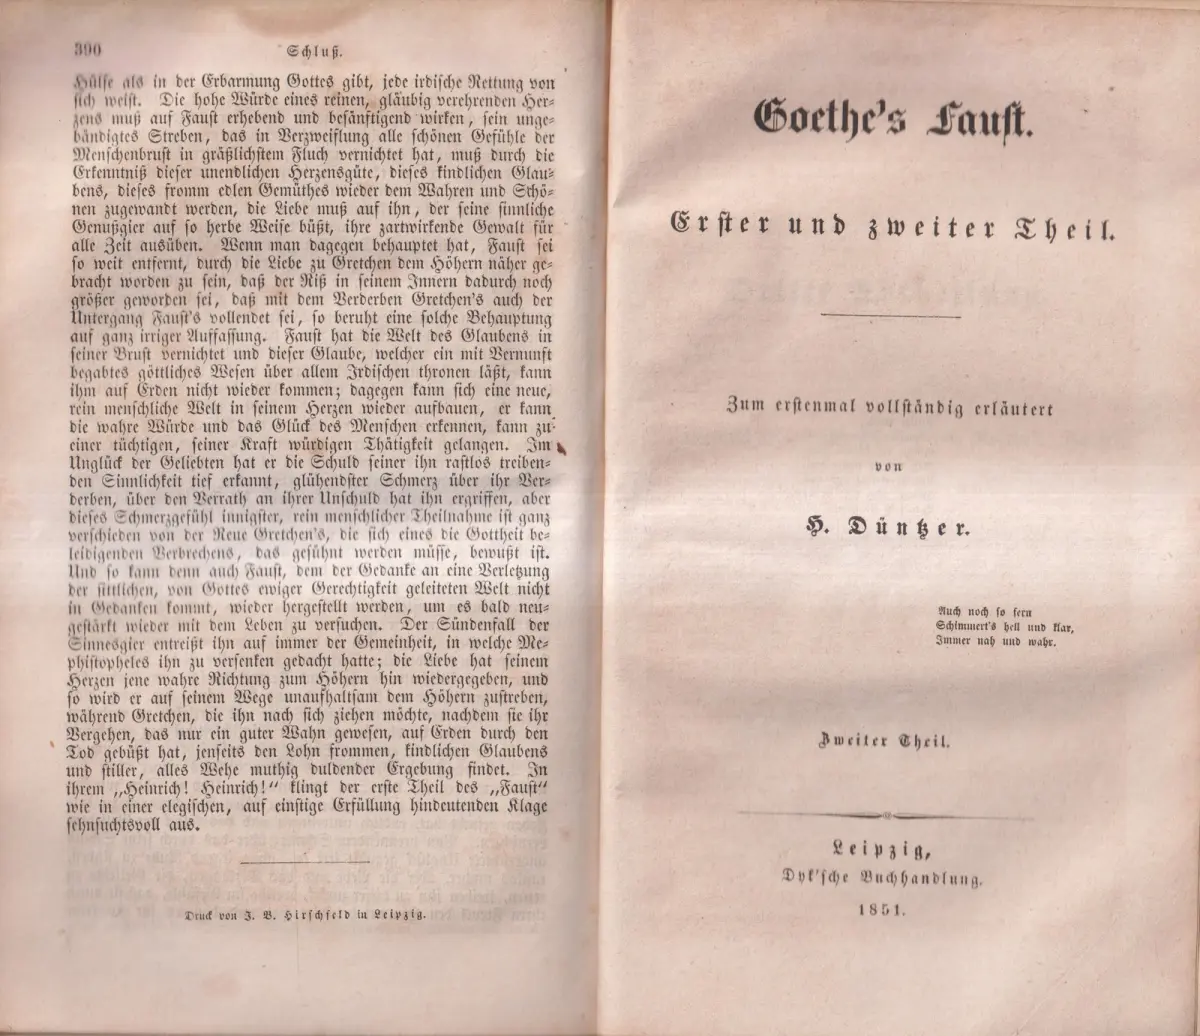 390
Schluß.
Hülfe als in der Erbarmung Gottes gibt, jede irdische Rettung von
sich weist. Die hohe Würde eines reinen, gläubig verehrenden Her-
zens muß auf Faust erhebend und besänftigend wirken, sein unge-
bändigtes Streben, das in Verzweiflung alle schönen Gefühle der
Menschenbrust in gräßlichstem Fluch vernichtet hat, muß durch die
Erkenntniß dieser unendlichen Herzensgüte, dieses kindlichen Glau-
bens, dieses fromm edlen Gemüthes wieder dem Wahren und Schö-
nen zugewandt werden, die Liebe muß auf ihn, der seine sinnliche
Genußgier auf so herbe Weise büßt, ihre zartwirkende Gewalt für
alle Zeit ausüben. Wenn man dagegen behauptet hat, Faust sei
so weit entfernt, durch die Liebe zu Gretchen dem Höhern näher ge-
bracht worden zu sein, daß der Riß in seinem Innern dadurch noch
größer geworden sei, daß mit dem Verderben Gretchen's auch der
Untergang Faust's vollendet sei, so beruht eine solche Behauptung
auf ganz irriger Auffassung. Faust hat die Welt des Glaubens in
seiner Brust vernichtet und dieser Glaube, welcher ein mit Vernunft
begabtes göttliches Wesen über allem Irdischen thronen läßt, kann
ihm auf Erden nicht wieder kommen; dagegen kann sich eine neue,
rein menschliche Welt in seinem Herzen wieder aufbauen, er kann
die wahre Würde und das Glück des Menschen erkennen, kann zu
einer tüchtigen, seiner Kraft würdigen Thätigkeit gelangen. Im
Unglück der Geliebten hat er die Schuld seiner ihn rastlos treiben-
den Sinnlichkeit tief erkannt, glühendster Schmerz über ihr Ver-
derben, über den Verrath an ihrer Unschuld hat ihn ergriffen, aber
dieses Schmerzgefühl innigster, rein menschlicher Theilnahme ist ganz
verschieden von der Reue Gretchen's, die sich eines die Gottheit be-
leidigenden Verbrechens, das gesühnt werden müsse, bewußt ist.
Und so kann denn auch Faust, dem der Gedanke an eine Verletzung
der sittlichen, von Gottes ewiger Gerechtigkeit geleiteten Welt nicht
in Gedanken kommt, wieder hergestellt werden, um es bald neu-
gestärkt wieder mit dem Leben zu versuchen. Der Sündenfall der
Sinnesgier entreißt ihn auf immer der Gemeinheit, in welche Me-
phistopheles ihn zu versenken gedacht hatte; die Liebe hat seinem
Herzen jene wahre Richtung zum Höhern hin wiedergegeben, und
so wird er auf seinem Wege unaufhaltsam dem Höhern zustreben,
während Gretchen, die ihn nach sich ziehen möchte, nachdem sie ihr
Vergehen, das nur ein guter Wahn gewesen, auf Erden durch den
Tod gebüßt hat, jenseits den Lohn frommen, kindlichen Glaubens
und stiller, alles Wehe muthig duldender Ergebung findet. In
ihrem „Heinrich! Heinrich!“ klingt der erste Theil des „Faust“
wie in einer elegischen, auf einstige Erfüllung hindeutenden Klage
sehnsuchtsvoll aus.
Druck von J. B. Hirschfeld in Leipzig.
Goethe's Faust.
Erster und zweiter Theil.
Zum erstenmal vollständig erläutert
von
H. Düntzer.
Auch noch so fern
Schimmert's hell und klar,
Immer nah und wahr.
Zweiter Theil.
Leipzig,
Dyk'sche Buchhandlung.
1851.